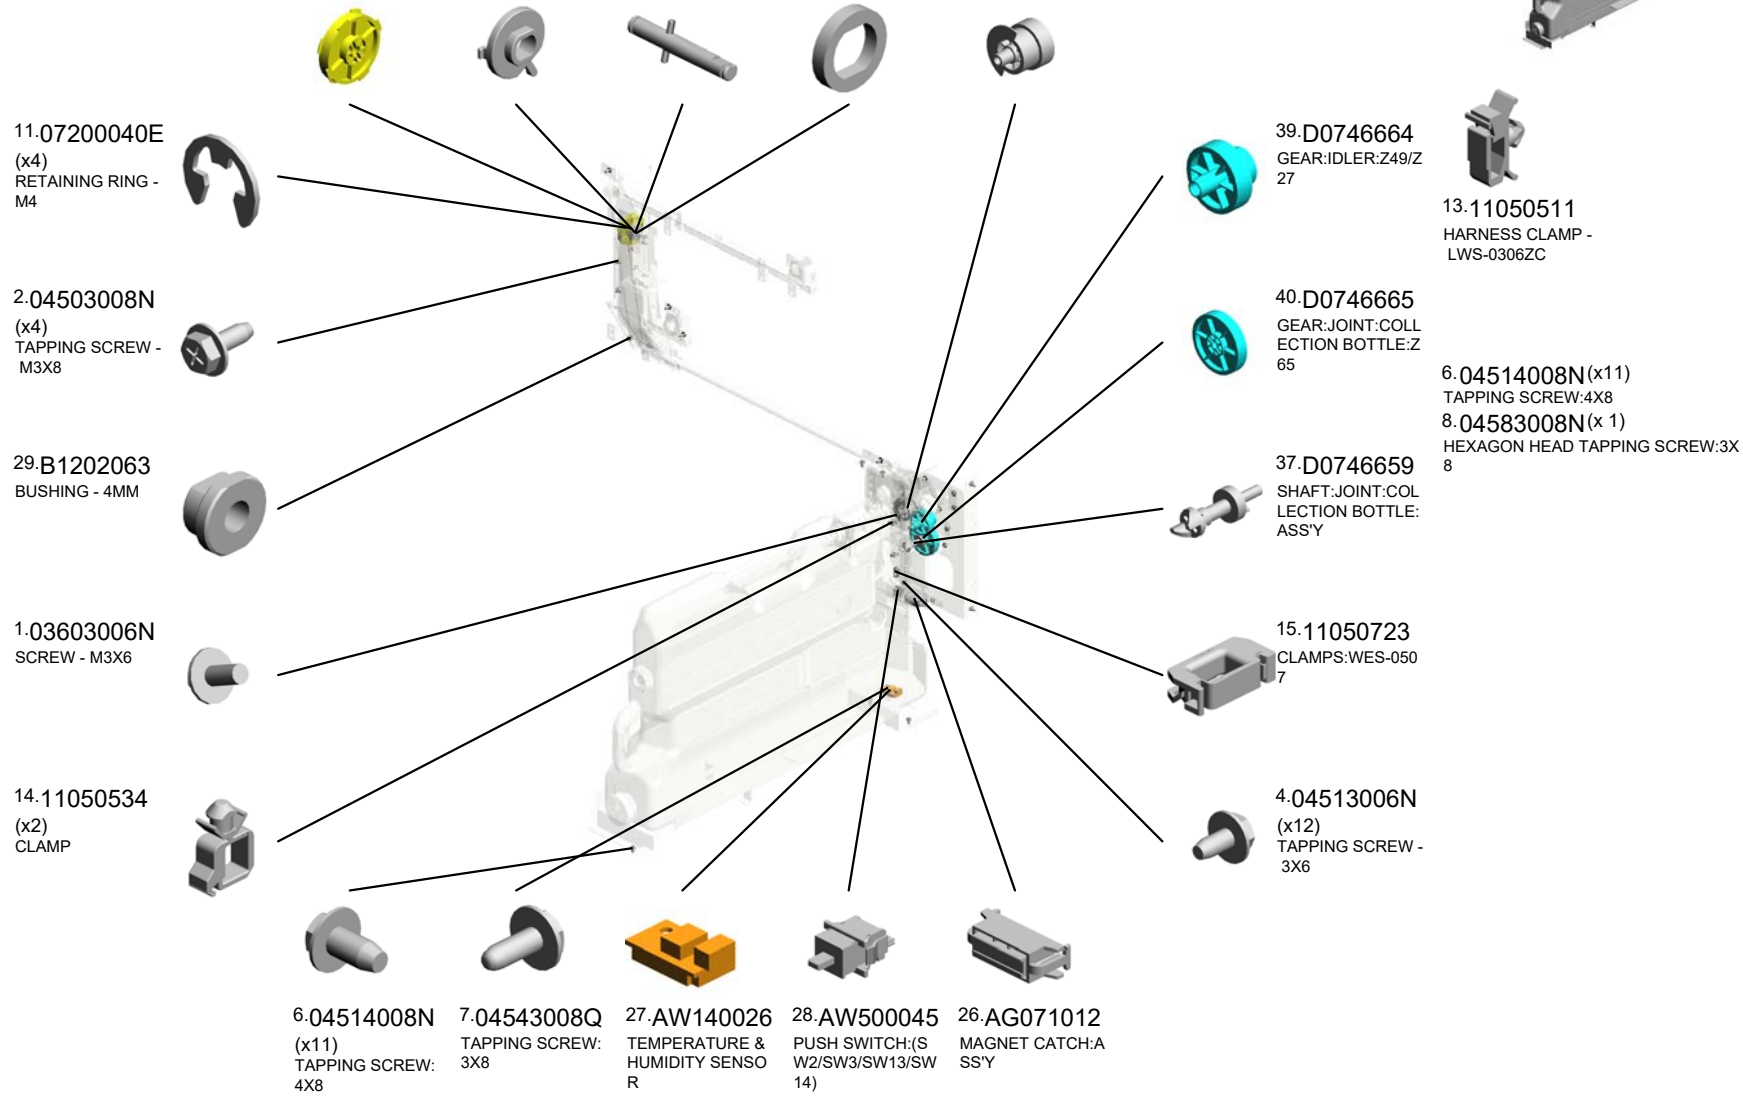 11.07200040E
(x4)
RETAINING RING -
M4
2.04503008N
(x4)
TAPPING SCREW -
M3X8
29.B1202063
BUSHING - 4MM
1.03603006N
SCREW - M3X6
14.11050534
(x2)
CLAMP
39.D0746664
GEAR:IDLER:Z49/Z
27
40.D0746665
GEAR:JOINT:COLL
ECTION BOTTLE:Z
65
37.D0746659
SHAFT:JOINT:COL
LECTION BOTTLE:
ASS'Y
15.11050723
CLAMPS:WES-050
7
4.04513006N
(x12)
TAPPING SCREW -
3X6
13.11050511
HARNESS CLAMP -
LWS-0306ZC
6.04514008N(x11)
TAPPING SCREW:4X8
8.04583008N(x 1)
HEXAGON HEAD TAPPING SCREW:3X
8
6.04514008N
(x11)
TAPPING SCREW:
4X8
7.04543008Q
TAPPING SCREW:
3X8
27.AW140026
TEMPERATURE &
HUMIDITY SENSO
R
28.AW500045
PUSH SWITCH:(S
W2/SW3/SW13/SW
14)
26.AG071012
MAGNET CATCH:A
SS'Y